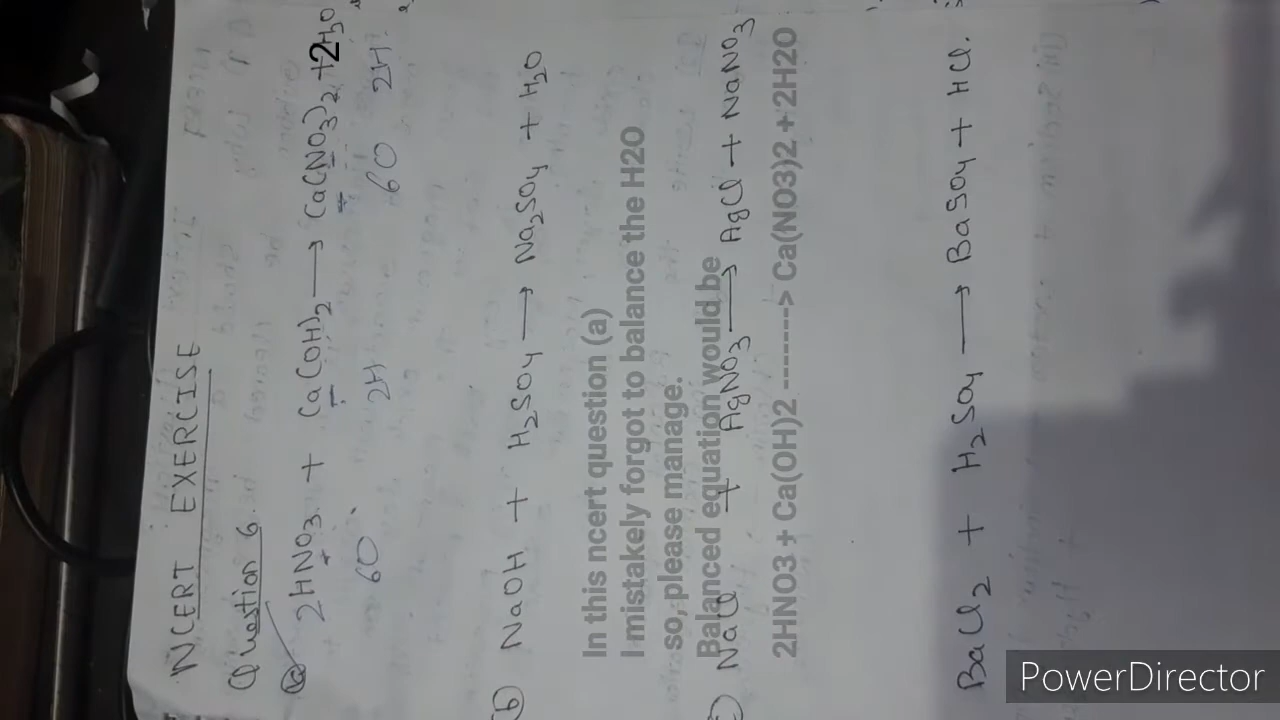 NCERT EXERCISE
Question 6.
(a) 2HNO3 + Ca(OH)2 → Ca(NO3)2 + 2H2O
6O 2H 6O 2H
(b) NaOH + H2SO4 → Na2SO4 + H2O
In this ncert question (a)
I mistakely forgot to balance the H2O
so, please manage.
Balanced equation would be
2HNO3 + Ca(OH)2 -------> Ca(NO3)2 + 2H2O
(c) NaCl + AgNO3 → AgCl + NaNO3
BaCl2 + H2SO4 → BaSO4 + HCl.
PowerDirector